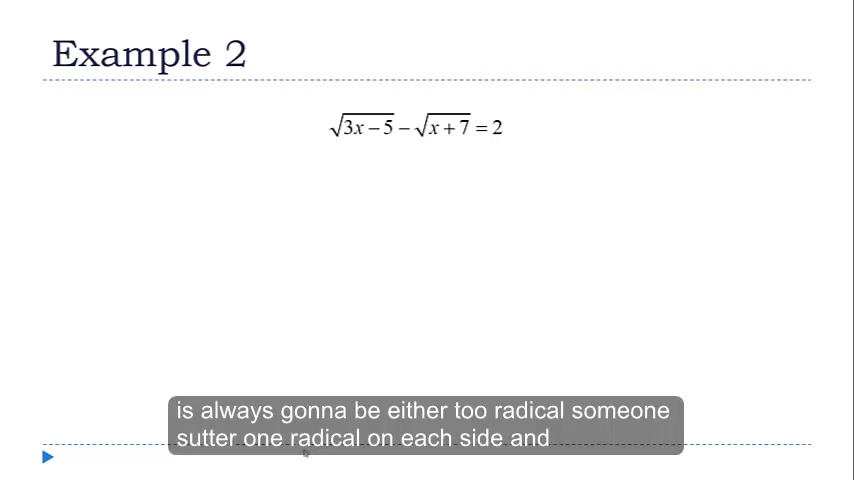 Example 2
√3x − 5 − √x + 7 = 2
is always gonna be either too radical someone
sutter one radical on each side and